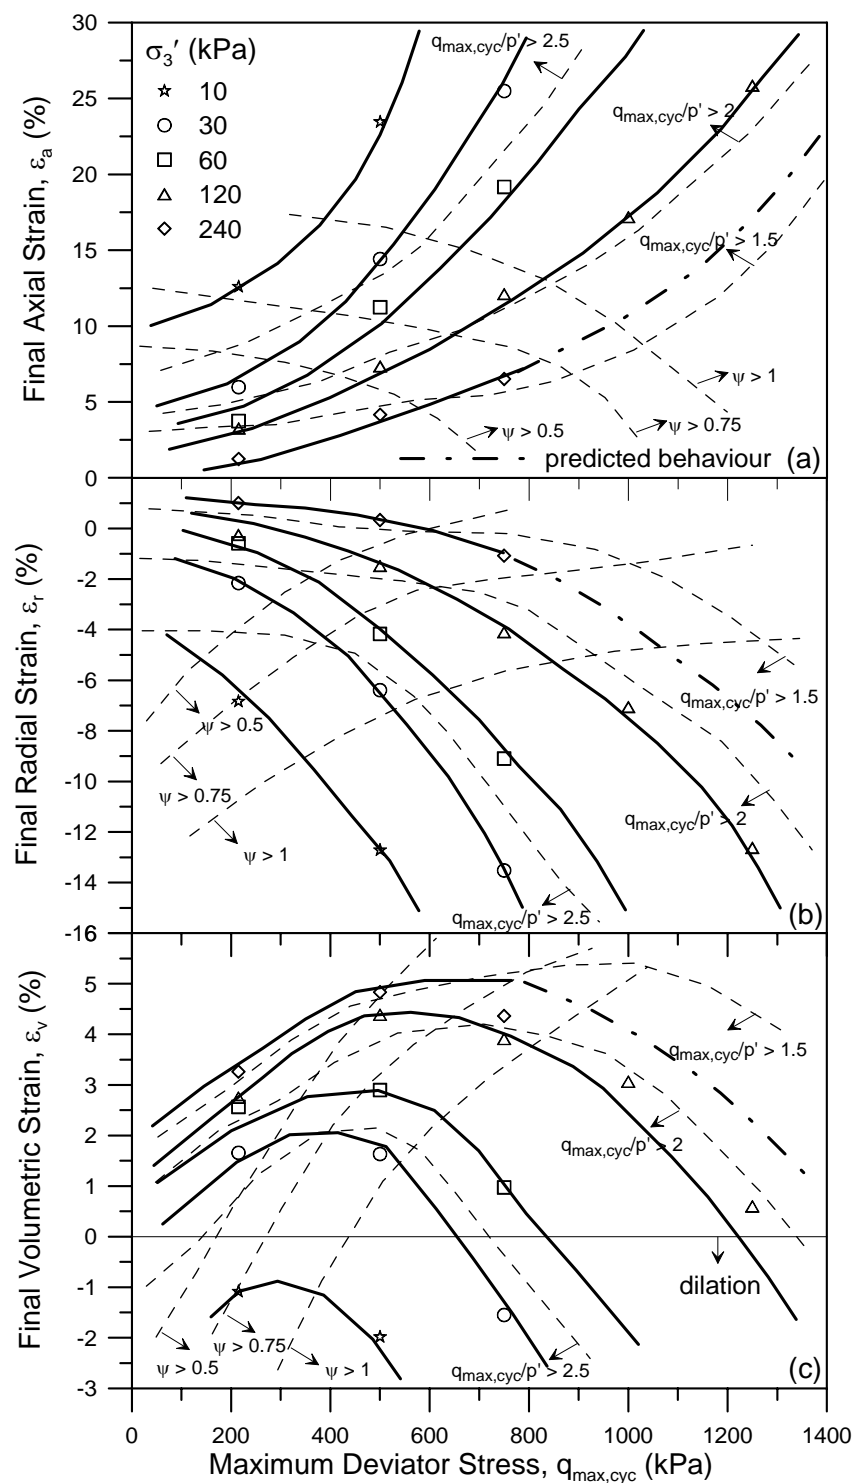 30
25
20
15
10
5
0
Final Axial Strain, εa (%)
σ3′ (kPa)
10
30
60
120
240
qmax,cyc/p' > 2.5
qmax,cyc/p' > 2
qmax,cyc/p' > 1.5
ψ > 1
ψ > 0.75
ψ > 0.5
predicted behaviour
(a)
0
-2
-4
-6
-8
-10
-12
-14
-16
Final Radial Strain, εr (%)
ψ > 0.5
ψ > 0.75
ψ > 1
qmax,cyc/p' > 1.5
qmax,cyc/p' > 2
qmax,cyc/p' > 2.5
(b)
5
4
3
2
1
0
-1
-2
-3
Final Volumetric Strain, εv (%)
qmax,cyc/p' > 1.5
qmax,cyc/p' > 2
dilation
ψ > 0.5
ψ > 0.75
ψ > 1
qmax,cyc/p' > 2.5
(c)
0 200 400 600 800 1000 1200 1400
Maximum Deviator Stress, qmax,cyc (kPa)